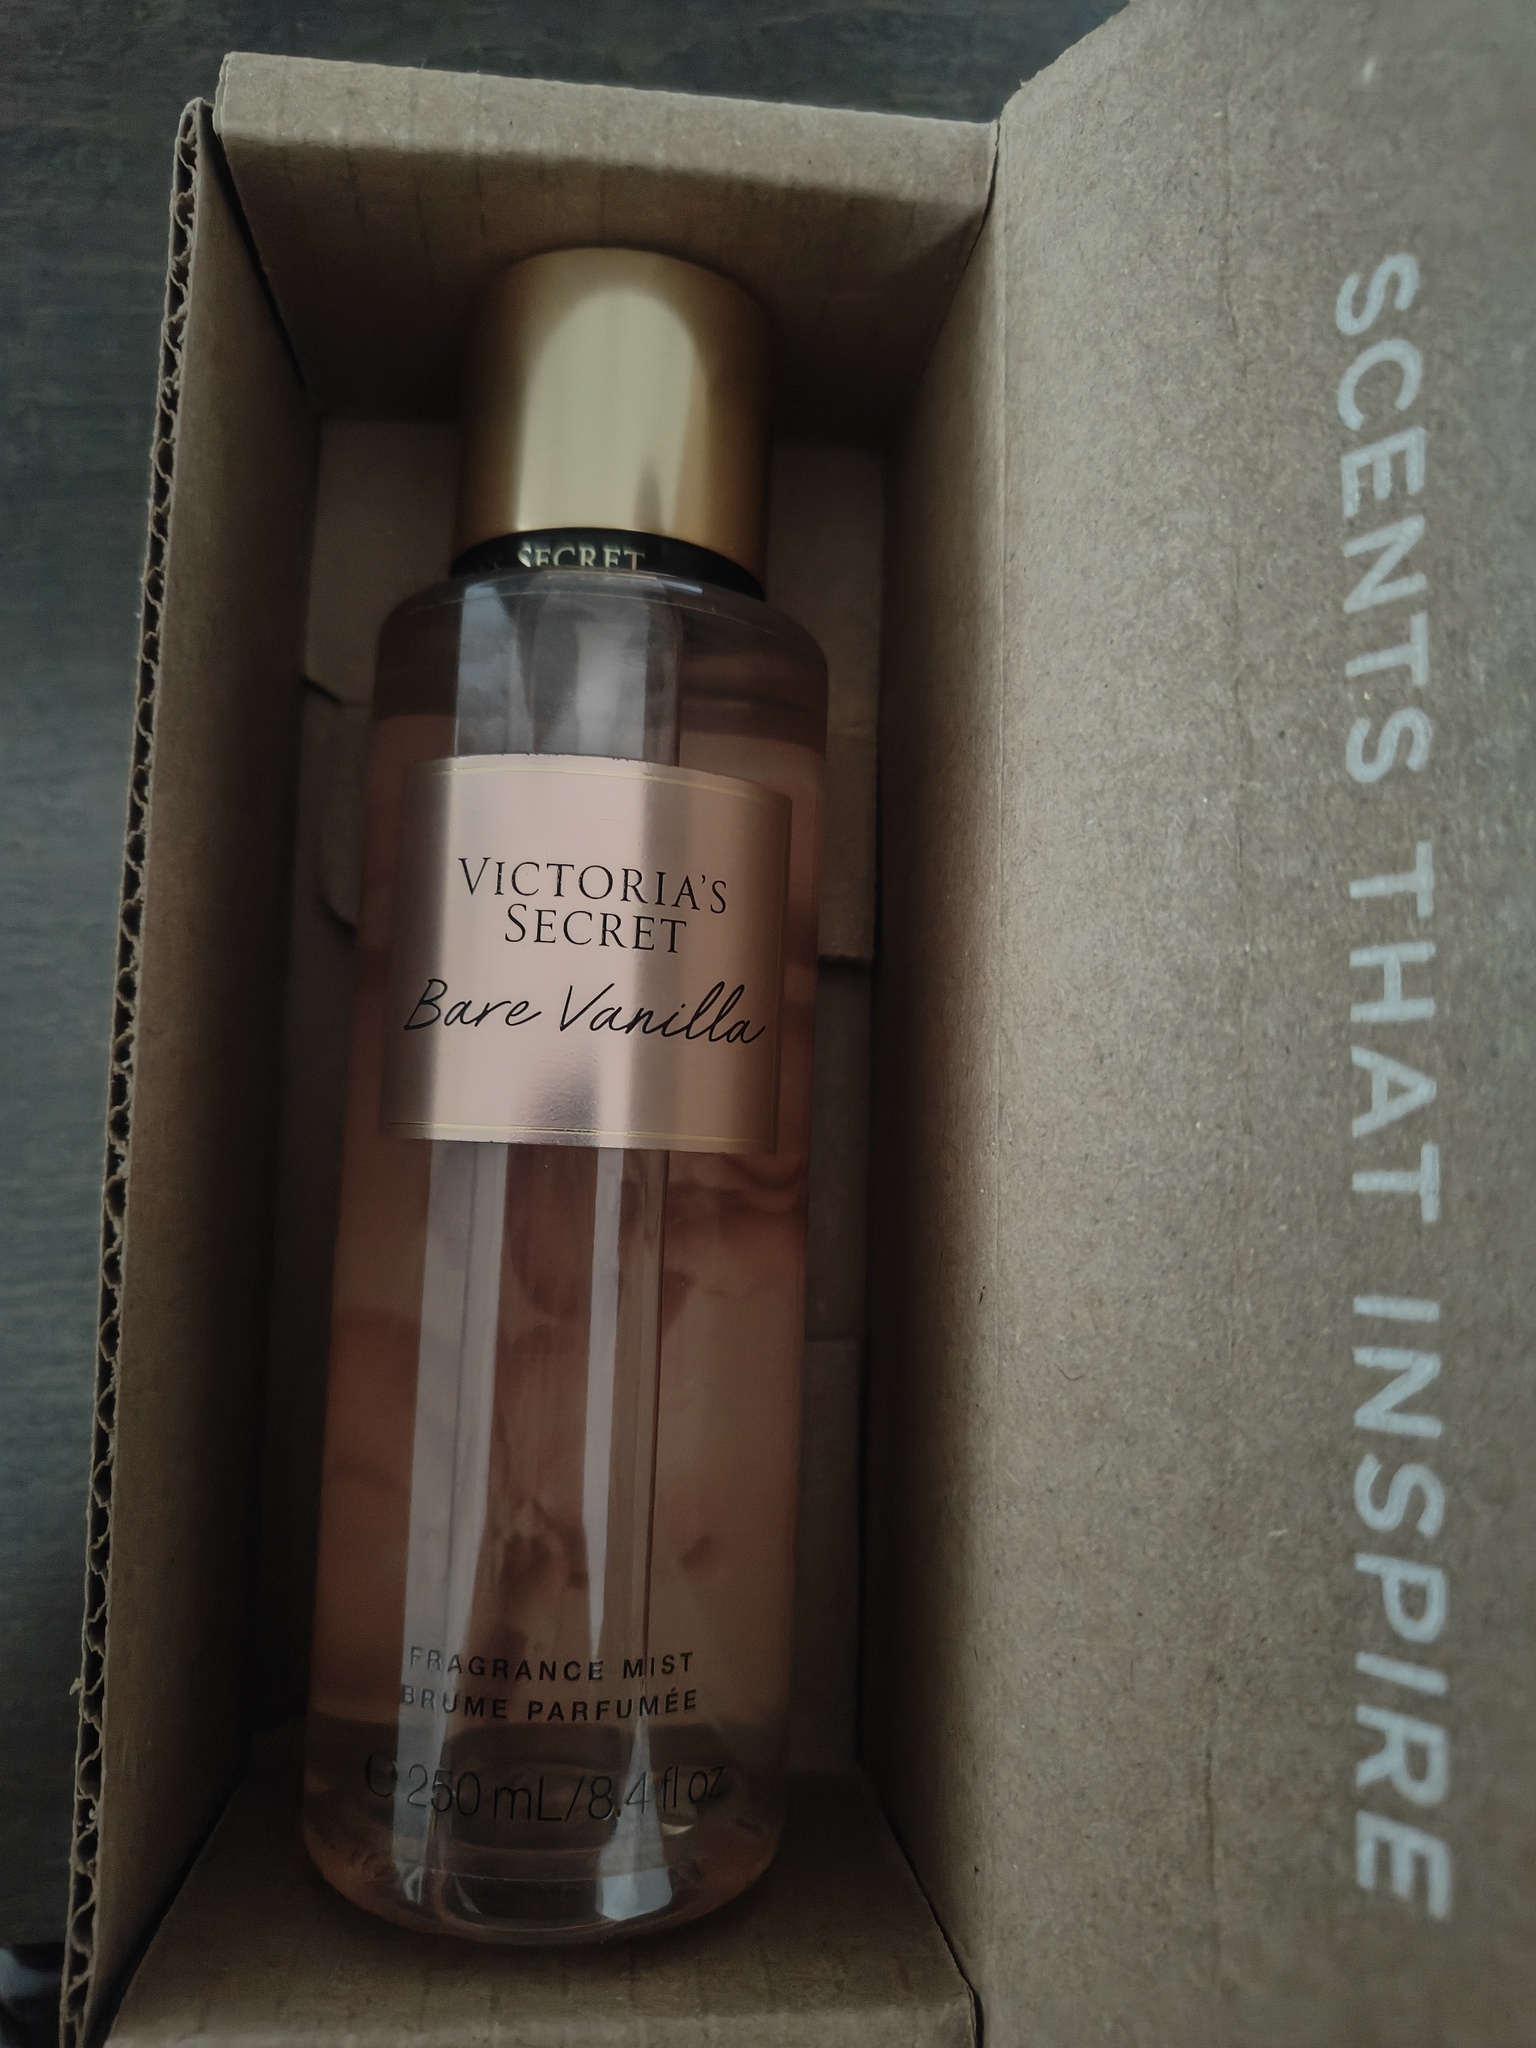 SECRET
VICTORIA'S
SECRET
Bare Vanilla
FRAGRANCE MIST
BRUME PARFUMÉE
℮ 250 mL/8.4 fl oz
SCENTS THAT INSPIRE